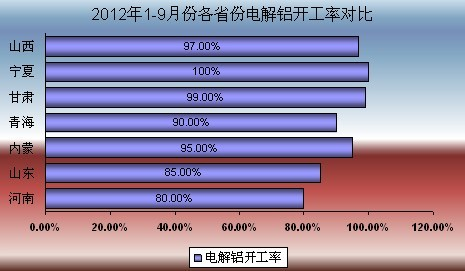 2012年1-9月份各省份电解铝开工率对比
山西 97.00%
宁夏 100%
甘肃 99.00%
青海 90.00%
内蒙 95.00%
山东 85.00%
河南 80.00%
0.00% 20.00% 40.00% 60.00% 80.00% 100.00% 120.00%
电解铝开工率